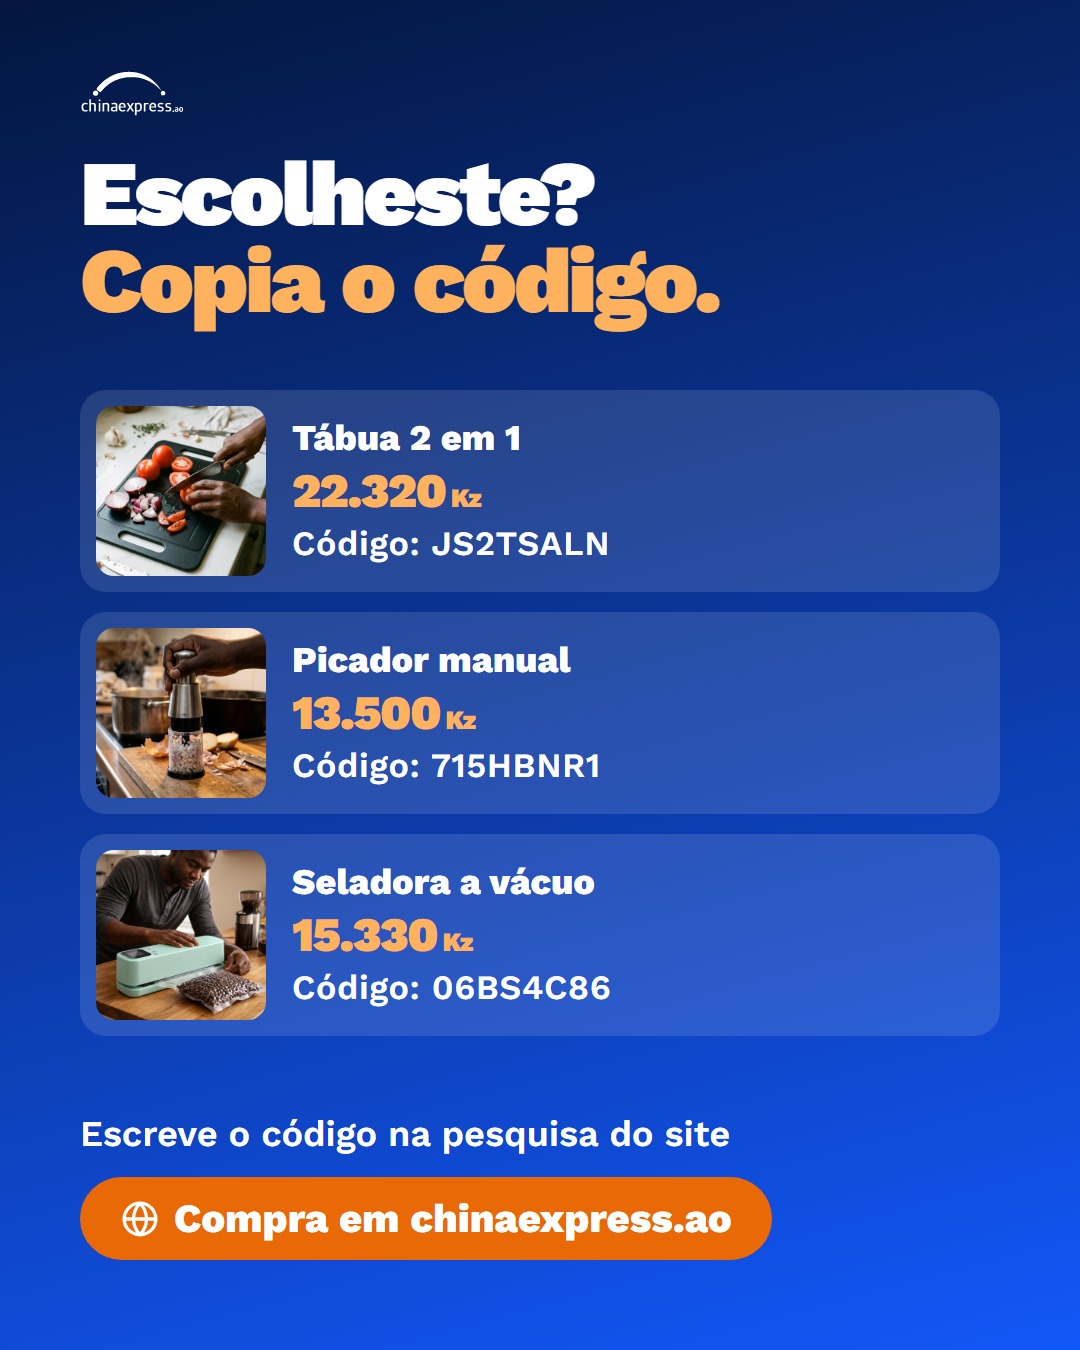 chinaexpress.ao
Escolheste?
Copia o código.
Tábua 2 em 1
22.320 Kz
Código: JS2TSALN
Picador manual
13.500 Kz
Código: 715HBNR1
Seladora a vácuo
15.330 Kz
Código: 06BS4C86
Escreve o código na pesquisa do site
Compra em chinaexpress.ao